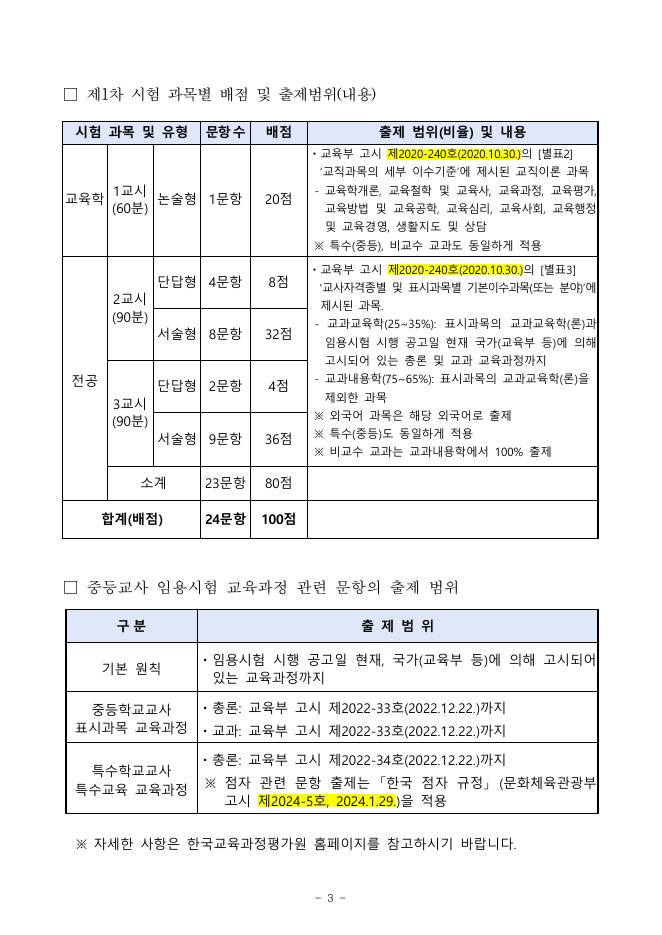 □ 제1차 시험 과목별 배점 및 출제범위(내용)
시험 과목 및 유형 문항수 배점 출제 범위(비율) 및 내용
교육학 1교시 (60분) 논술형 1문항 20점
・교육부 고시 제2020-240호(2020.10.30.)의 [별표2]
'교직과목의 세부 이수기준'에 제시된 교직이론 과목
- 교육학개론, 교육철학 및 교육사, 교육과정, 교육평가,
교육방법 및 교육공학, 교육심리, 교육사회, 교육행정
및 교육경영, 생활지도 및 상담
※ 특수(중등), 비교수 교과도 동일하게 적용
전공 2교시 (90분) 단답형 4문항 8점
서술형 8문항 32점
3교시 (90분) 단답형 2문항 4점
서술형 9문항 36점
・교육부 고시 제2020-240호(2020.10.30.)의 [별표3]
'교사자격종별 및 표시과목별 기본이수과목(또는 분야)'에
제시된 과목.
- 교과교육학(25~35%): 표시과목의 교과교육학(론)과
임용시험 시행 공고일 현재 국가(교육부 등)에 의해
고시되어 있는 총론 및 교과 교육과정까지
- 교과내용학(75~65%): 표시과목의 교과교육학(론)을
제외한 과목
※ 외국어 과목은 해당 외국어로 출제
※ 특수(중등)도 동일하게 적용
※ 비교수 교과는 교과내용학에서 100% 출제
소계 23문항 80점
합계(배점) 24문항 100점
□ 중등교사 임용시험 교육과정 관련 문항의 출제 범위
구분 출 제 범 위
기본 원칙
・임용시험 시행 공고일 현재, 국가(교육부 등)에 의해 고시되어
있는 교육과정까지
중등학교교사
표시과목 교육과정
・총론: 교육부 고시 제2022-33호(2022.12.22.)까지
・교과: 교육부 고시 제2022-33호(2022.12.22.)까지
특수학교교사
특수교육 교육과정
・총론: 교육부 고시 제2022-34호(2022.12.22.)까지
※ 점자 관련 문항 출제는 「한국 점자 규정」(문화체육관광부
고시 제2024-5호, 2024.1.29.)을 적용
※ 자세한 사항은 한국교육과정평가원 홈페이지를 참고하시기 바랍니다.
- 3 -